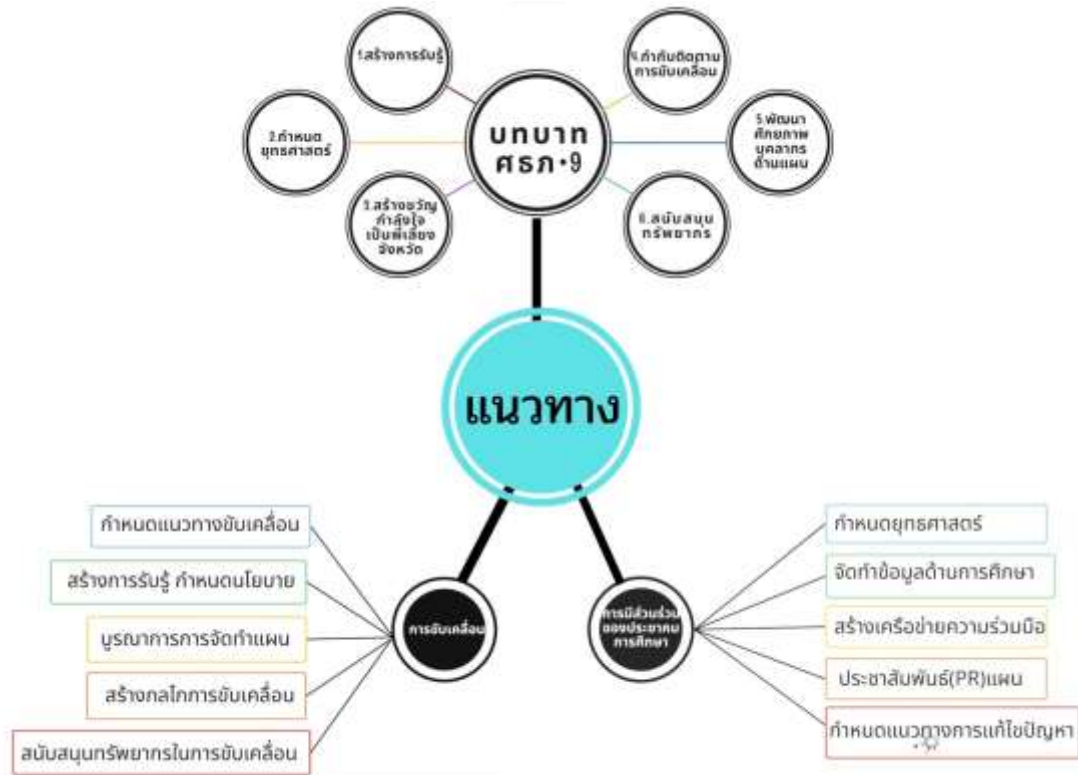 1.สร้างการรับรู้
4.กำกับติดตาม
การขับเคลื่อน
บทบาท
ศธภ.9
2.กำหนด
ยุทธศาสตร์
5.พัฒนา
ศักยภาพ
บุคลากร
ด้านแผน
3.สร้างขวัญ
กำลังใจ
เป็นพี่เลี้ยง
จังหวัด
6.สนับสนุน
ทรัพยากร
แนวทาง
กำหนดแนวทางขับเคลื่อน
สร้างการรับรู้ กำหนดนโยบาย
บูรณาการการจัดทำแผน
สร้างกลไกการขับเคลื่อน
สนับสนุนทรัพยากรในการขับเคลื่อน
การขับเคลื่อน
การมีส่วนร่วม
ของประชาคม
การศึกษา
กำหนดยุทธศาสตร์
จัดทำข้อมูลด้านการศึกษา
สร้างเครือข่ายความร่วมมือ
ประชาสัมพันธ์(PR)แผน
กำหนดแนวทางการแก้ไขปัญหา